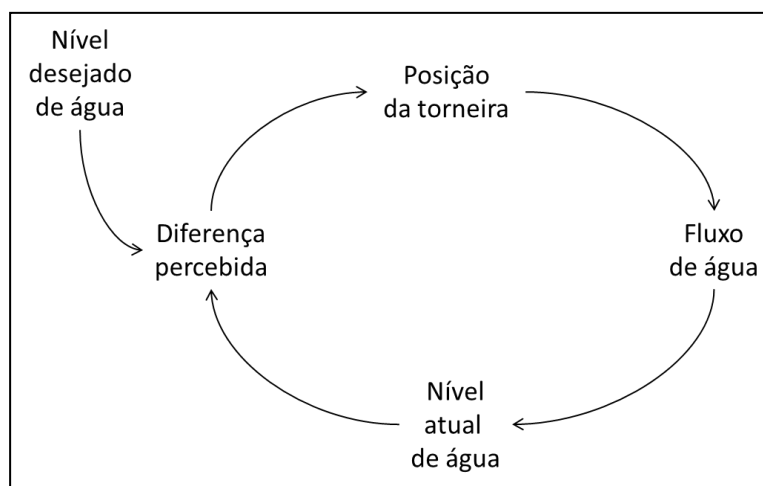 Nível
desejado
de água
Posição
da torneira
Diferença
percebida
Fluxo
de água
Nível
atual
de água